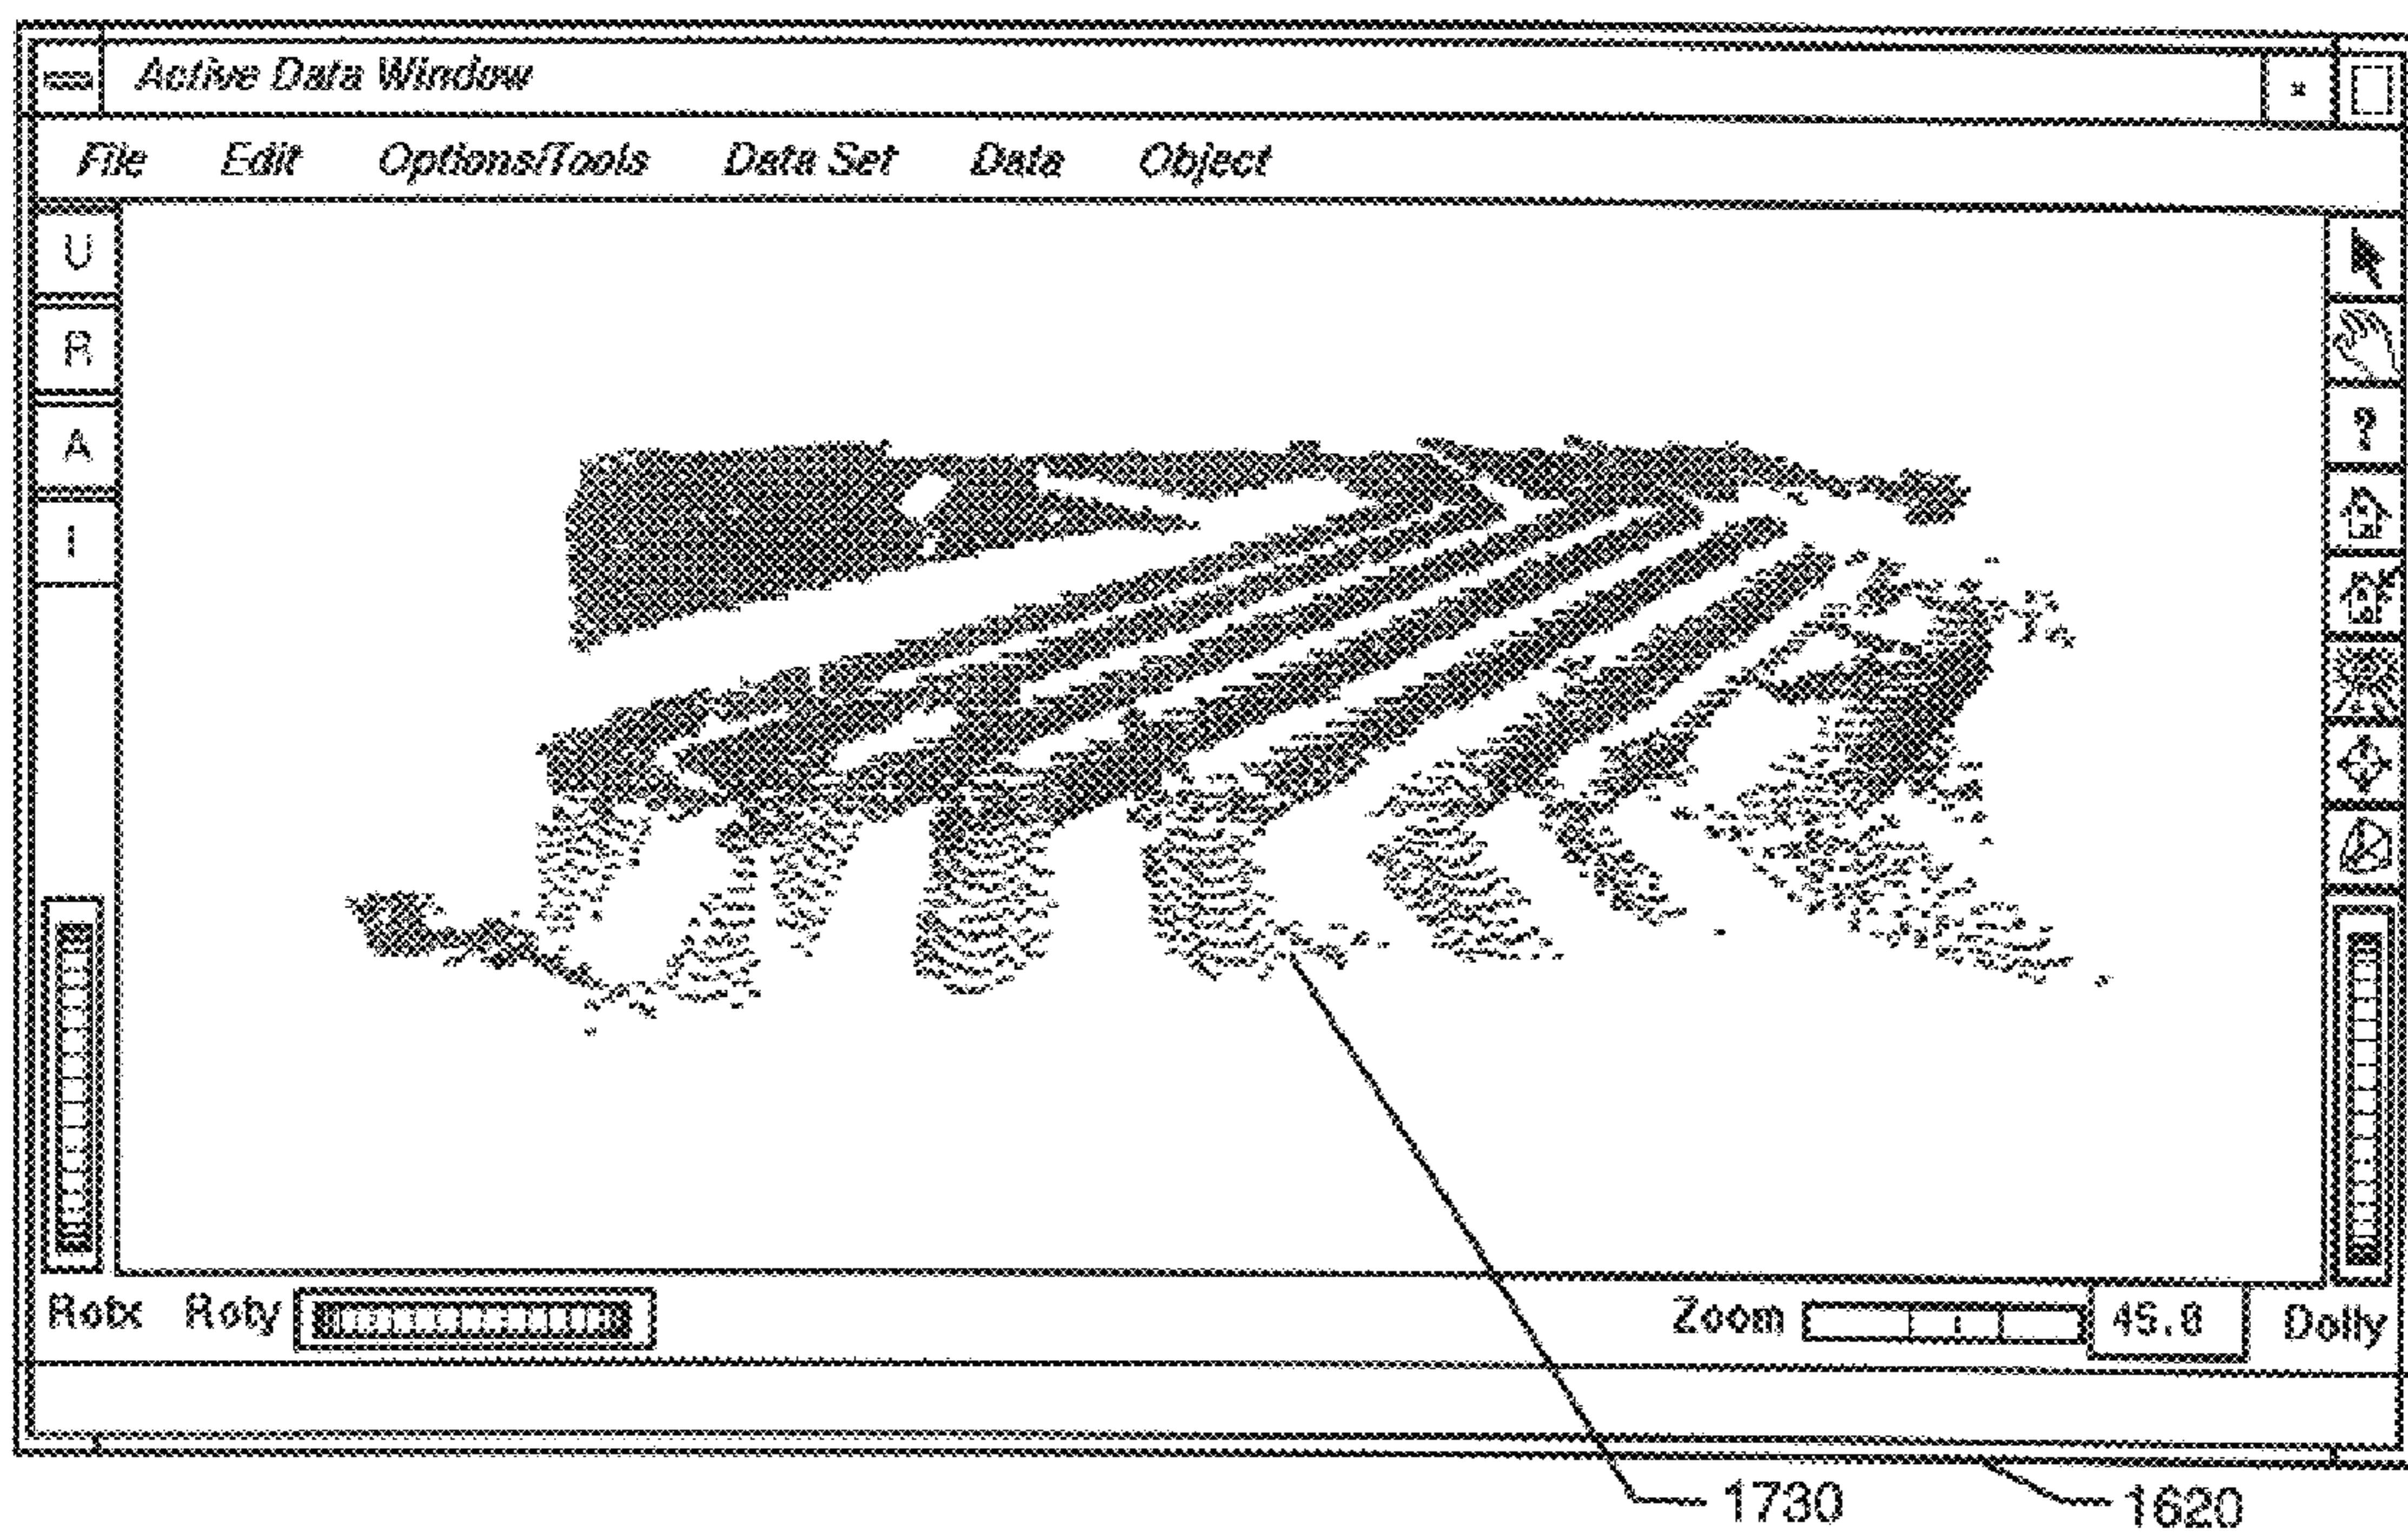 Active Data Window
File Edit Options/Tools Data Set Data Object
U
R
A
I
?
Rotx Roty Zoom 45.0 Dolly
1730 1620